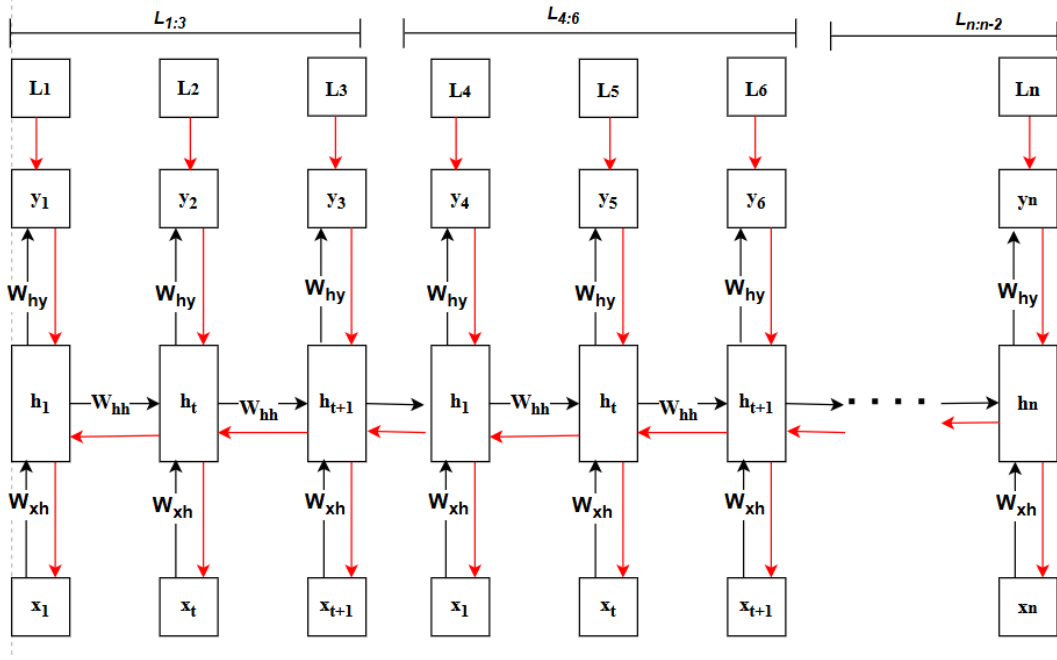 L1:3 L4:6 Ln:n-2
L1 L2 L3 L4 L5 L6 Ln
y1 y2 y3 y4 y5 y6 yn
Why Why Why Why Why Why Why
h1 Whh ht Whh ht+1 h1 Whh ht Whh ht+1 . . . . hn
Wxh Wxh Wxh Wxh Wxh Wxh Wxh
x1 xt xt+1 x1 xt xt+1 xn